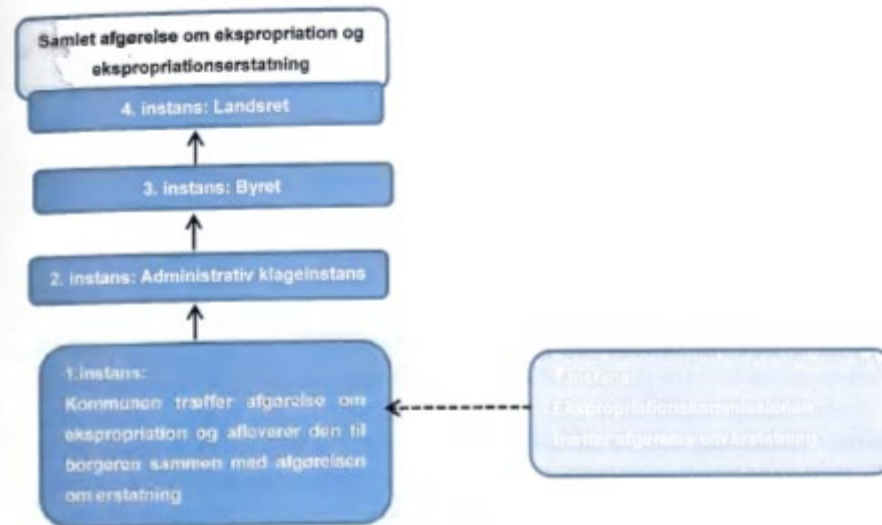 Samlet afgørelse om ekspropriation og
ekspropriationserstatning
4. instans: Landsret
3. instans: Byret
2. instans: Administrativ klageinstans
1.instans:
Kommunen træffer afgørelse om
ekspropriation og afleverer den til
borgeren sammen med afgørelsen
om erstatning
Ekspropriationskommissionen
træffer afgørelse om erstatning